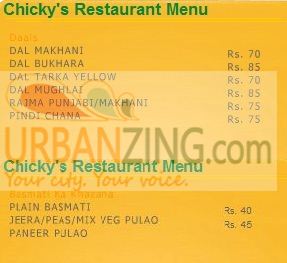 Chicky's Restaurant Menu
Daals
DAL MAKHANI Rs. 70
DAL BUKHARA Rs. 85
DAL TARKA YELLOW Rs. 70
DAL MUGHLAI Rs. 85
RAJMA PUNJABI/MAKHANI Rs. 75
PINDI CHANA Rs. 75
URBANZING.com
Chicky's Restaurant Menu
Your city. Your voice.
Basmati Ka Khazana
PLAIN BASMATI Rs. 40
JEERA/PEAS/MIX VEG PULAO Rs. 45
PANEER PULAO